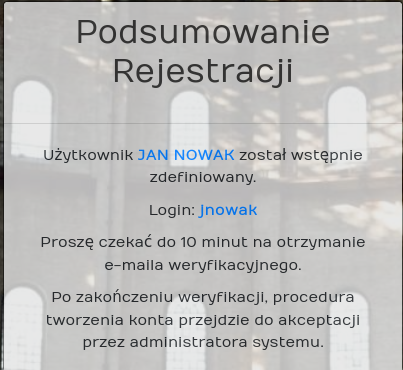 Podsumowanie
Rejestracji
Użytkownik JAN NOWAK został wstępnie
zdefiniowany.
Login: jnowak
Proszę czekać do 10 minut na otrzymanie
e-maila weryfikacyjnego.
Po zakończeniu weryfikacji, procedura
tworzenia konta przejdzie do akceptacji
przez administratora systemu.